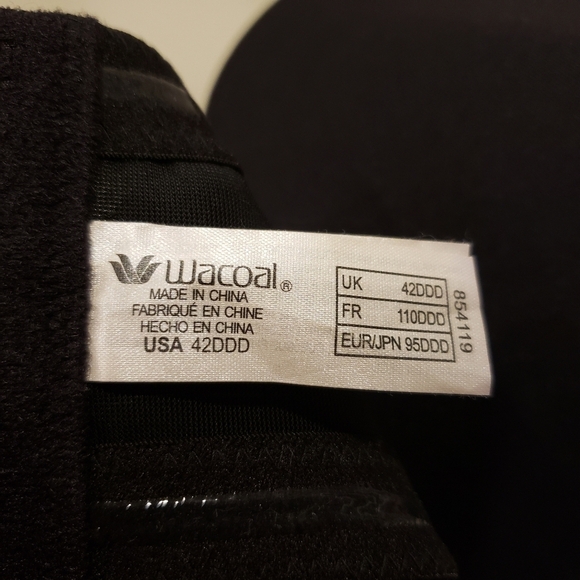 wacoal®
MADE IN CHINA
FABRIQUÉ EN CHINE
HECHO EN CHINA
USA 42DDD
UK 42DDD
FR 110DDD
EUR/JPN 95DDD
854119